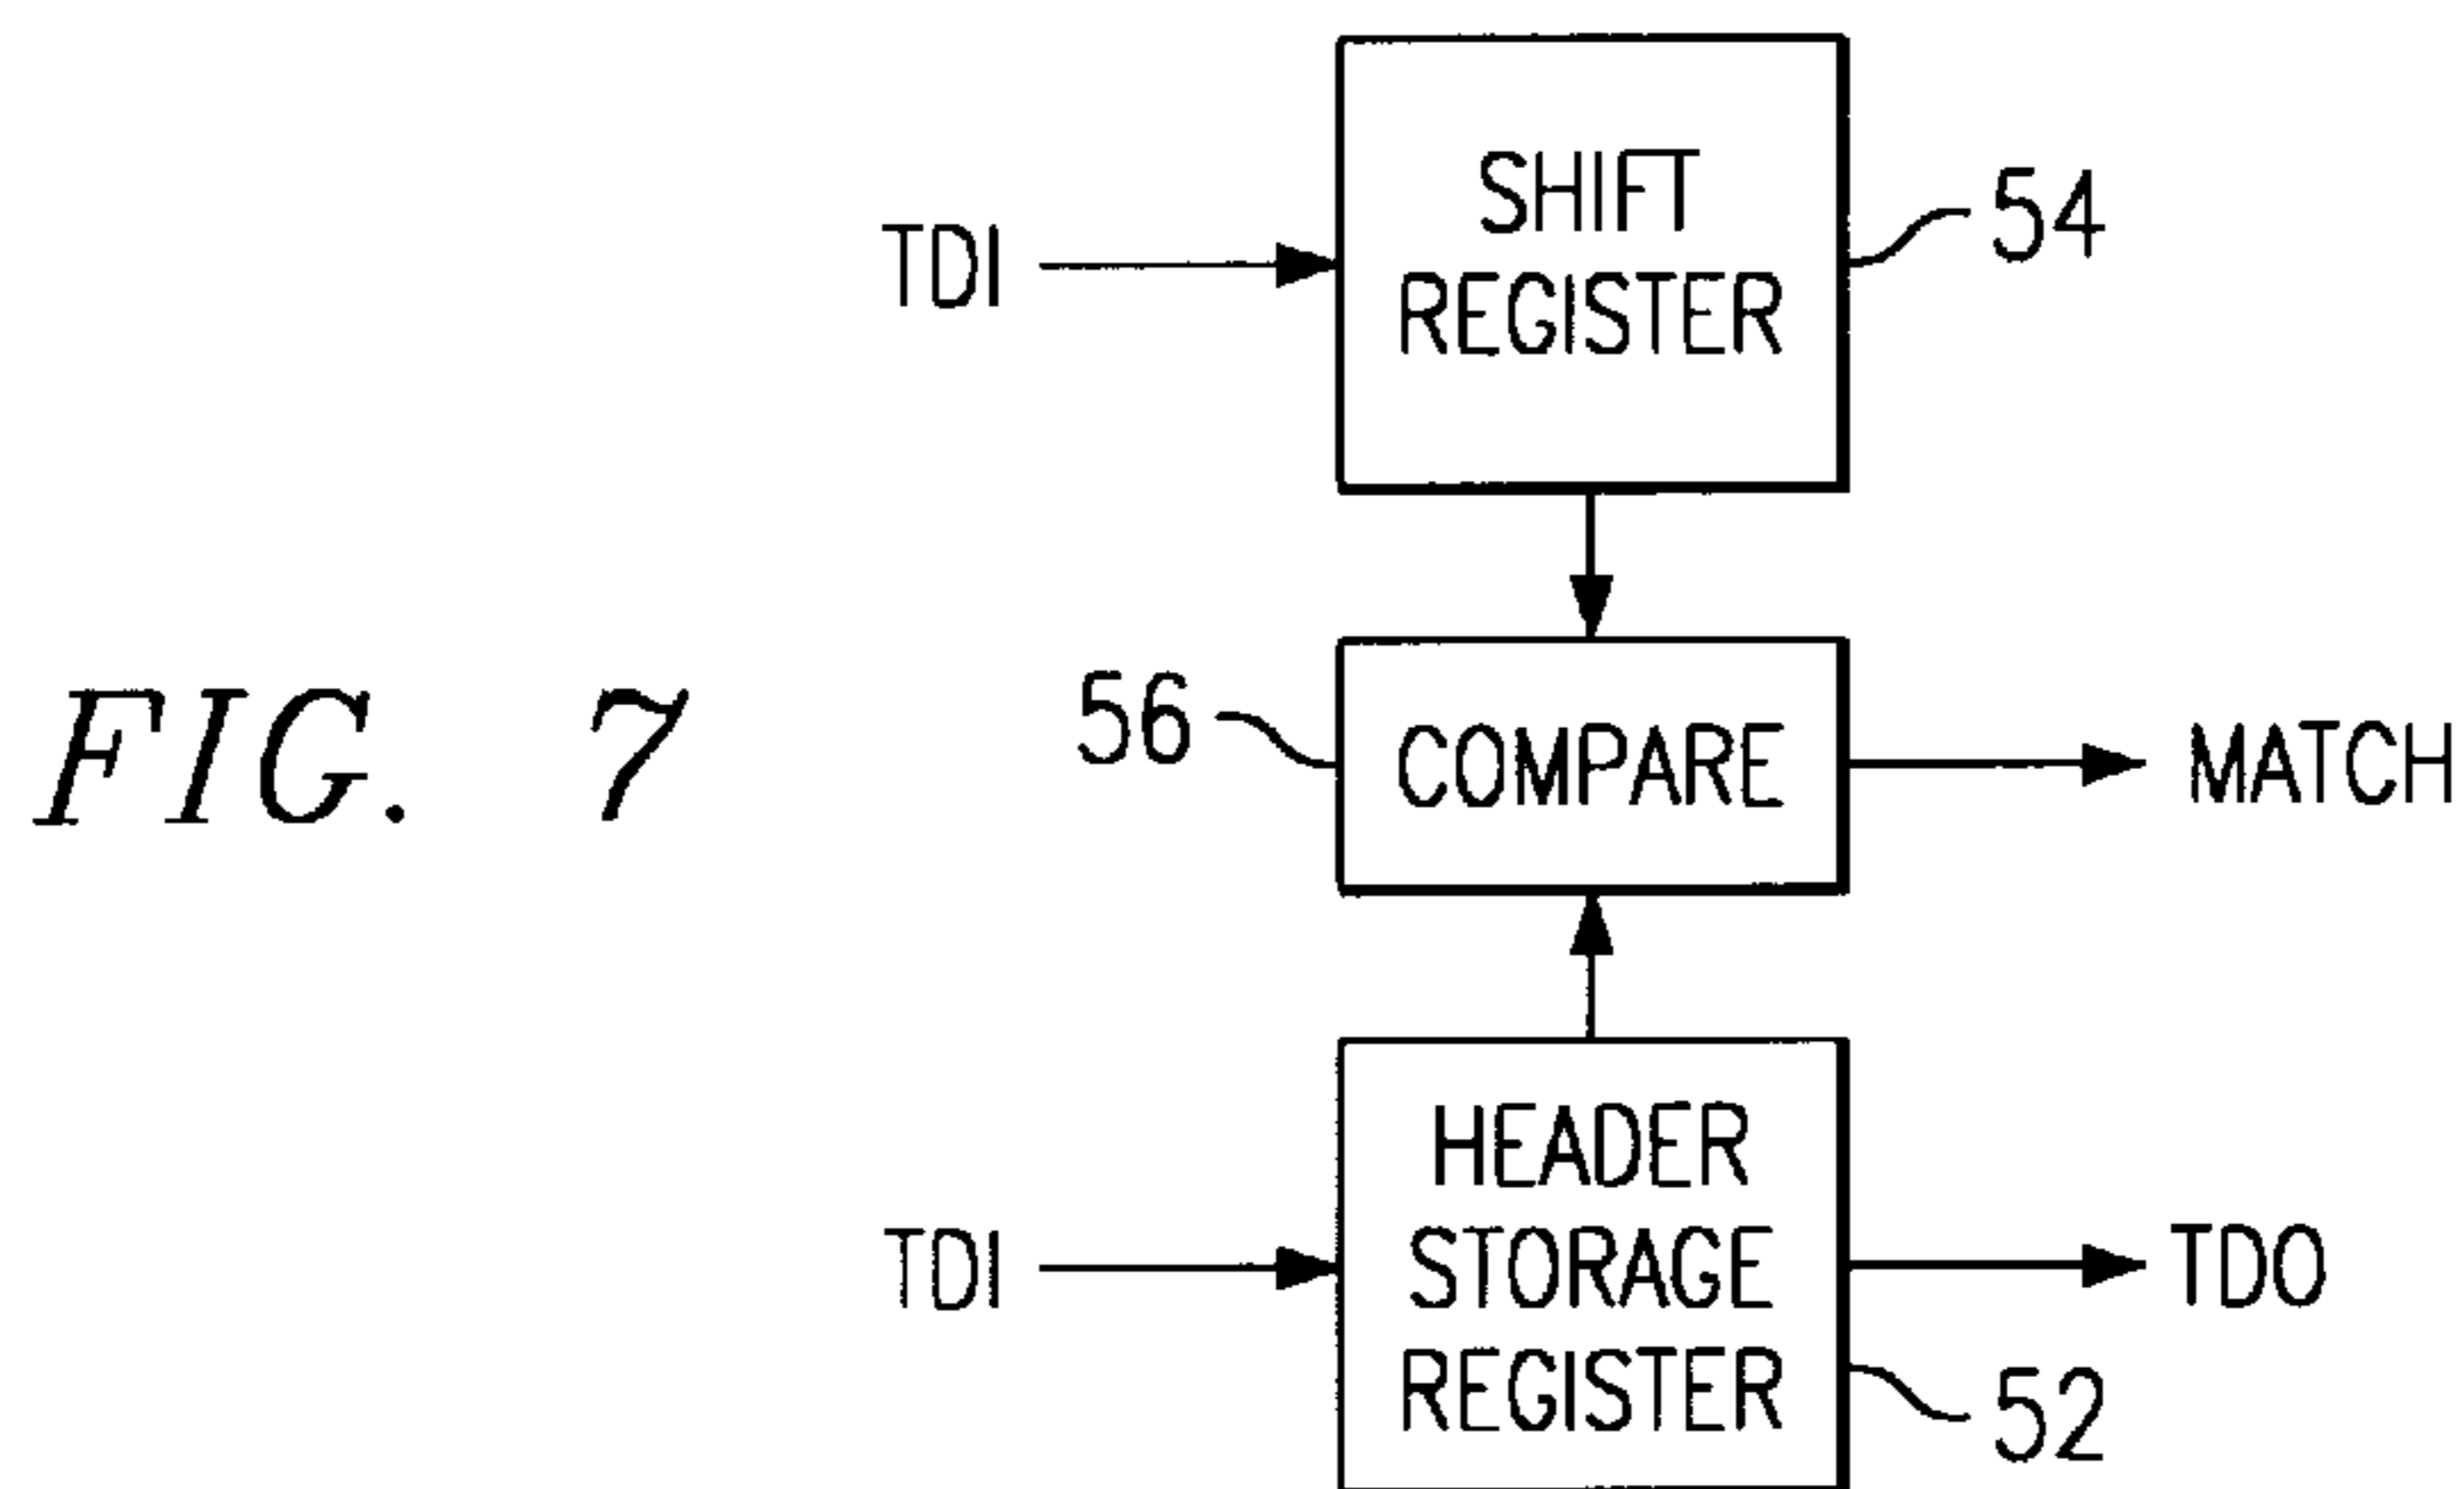 SHIFT
REGISTER
TDI
54
FIG. 7
56
COMPARE
MATCH
HEADER
STORAGE
REGISTER
TDI
TDO
52